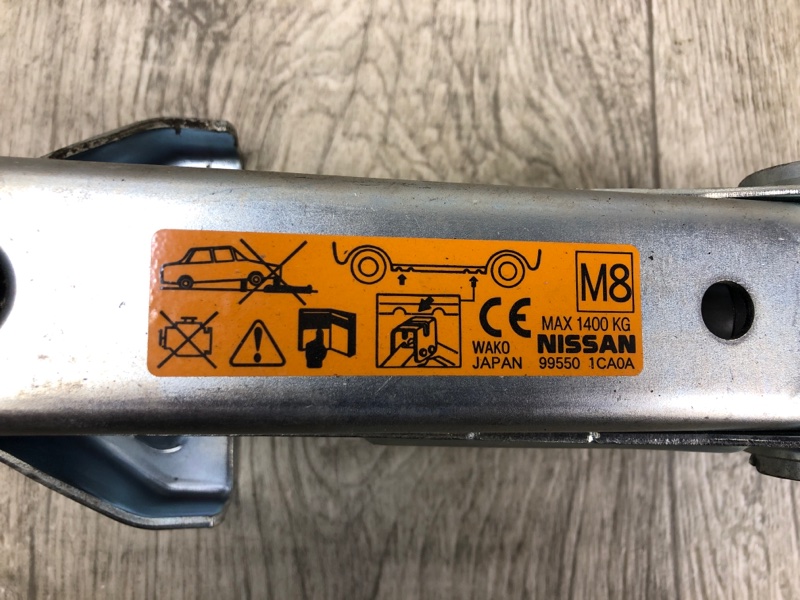 M8
CE
MAX 1400 KG
WAKO
JAPAN
NISSAN
99550 1CA0A